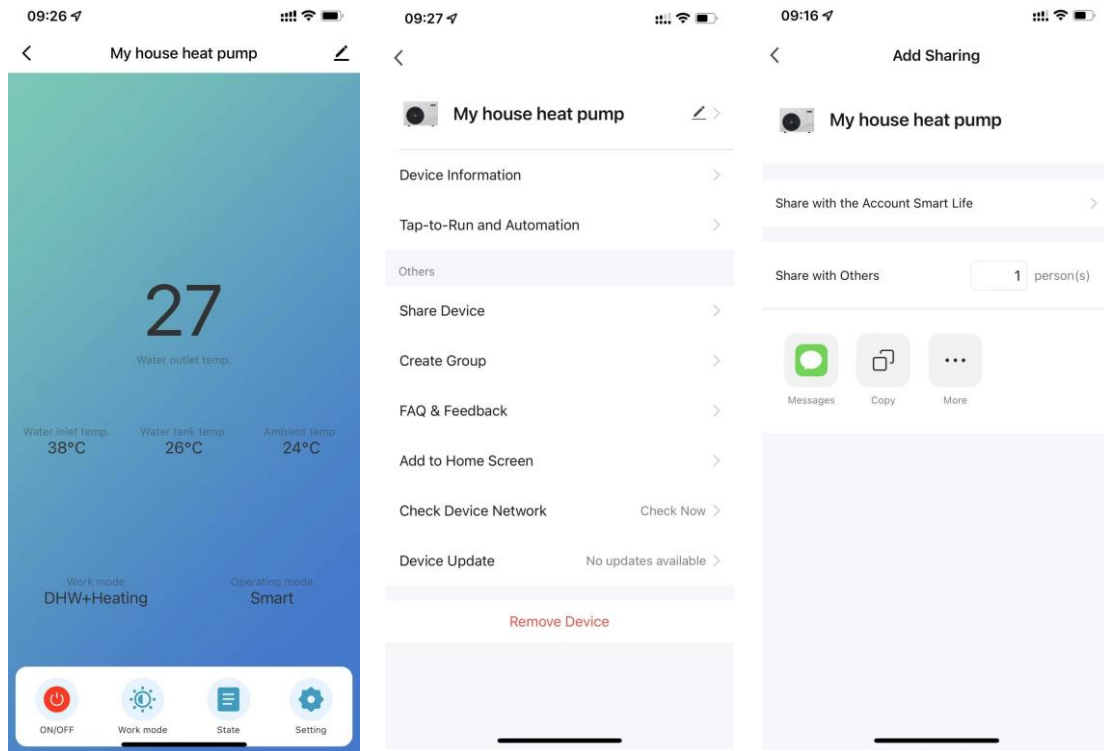 09:26
My house heat pump
27
Water outlet temp.
Water inlet temp. Water tank temp. Ambient temp.
38°C 26°C 24°C
Work mode Operating mode
DHW+Heating Smart
ON/OFF Work mode State Setting
09:27
My house heat pump
Device Information
Tap-to-Run and Automation
Others
Share Device
Create Group
FAQ & Feedback
Add to Home Screen
Check Device Network Check Now
Device Update No updates available
Remove Device
09:16
Add Sharing
My house heat pump
Share with the Account Smart Life
Share with Others 1 person(s)
Messages Copy More